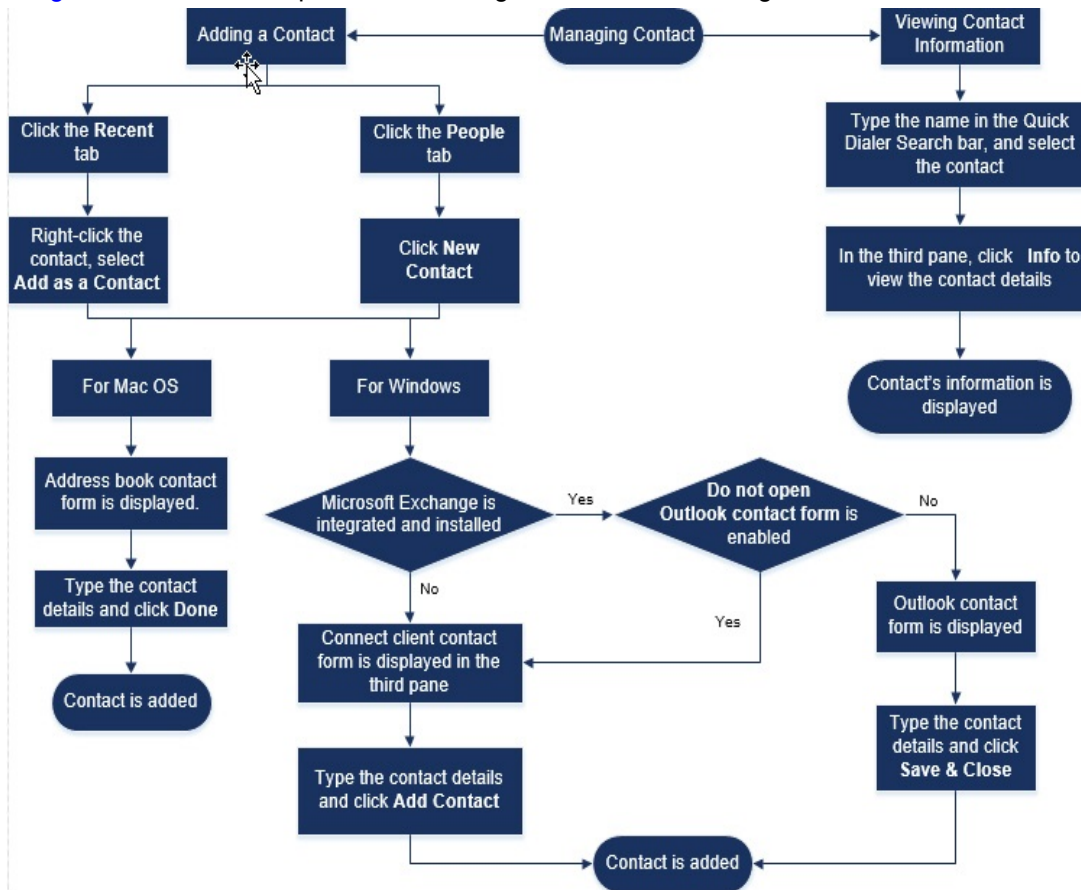 Adding a Contact
Managing Contact
Viewing Contact
Information
Click the Recent
tab
Click the People
tab
Type the name in the Quick
Dialer Search bar, and select
the contact
Right-click the
contact, select
Add as a Contact
Click New
Contact
In the third pane, click Info to
view the contact details
For Mac OS
For Windows
Contact's information is
displayed
Address book contact
form is displayed.
Microsoft Exchange is
integrated and installed
Yes
Do not open
Outlook contact form is
enabled
No
Type the contact
details and click Done
No
Yes
Outlook contact
form is displayed
Connect client contact
form is displayed in the
third pane
Contact is added
Type the contact
details and click
Save & Close
Type the contact details
and click Add Contact
Contact is added